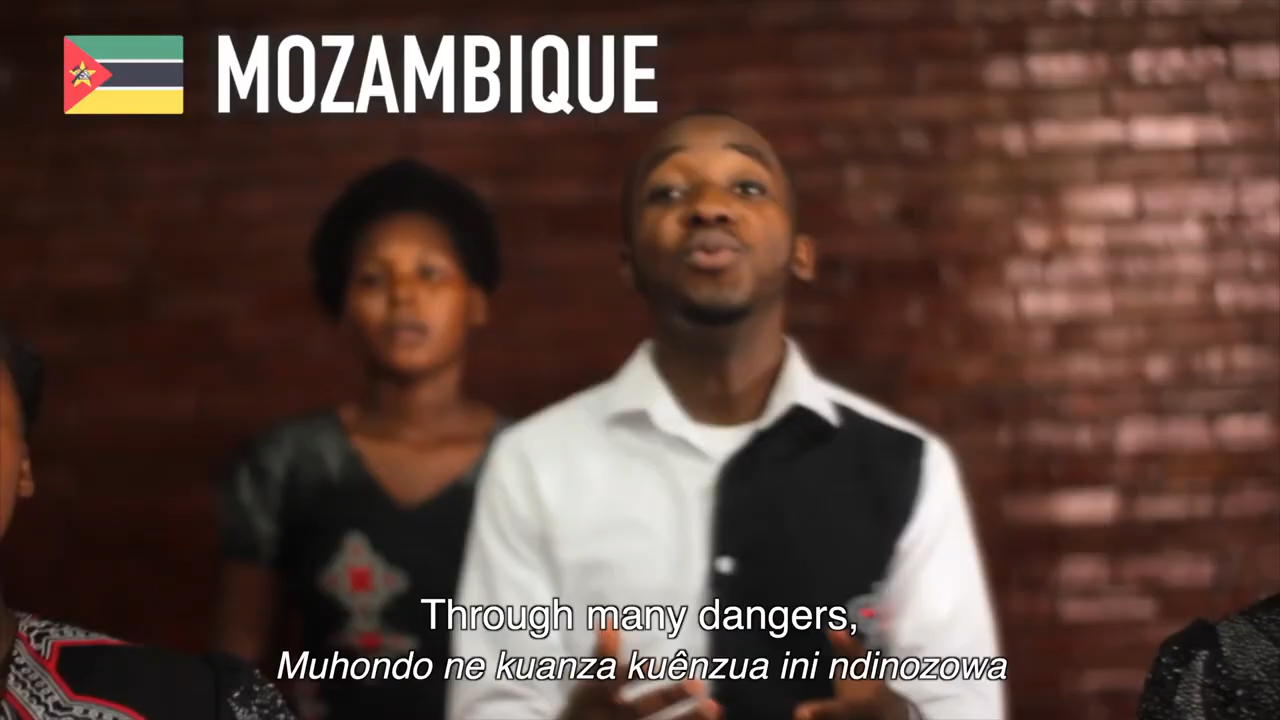 MOZAMBIQUE
Through many dangers,
Muhondo ne kuanza kuênzua ini ndinozowa